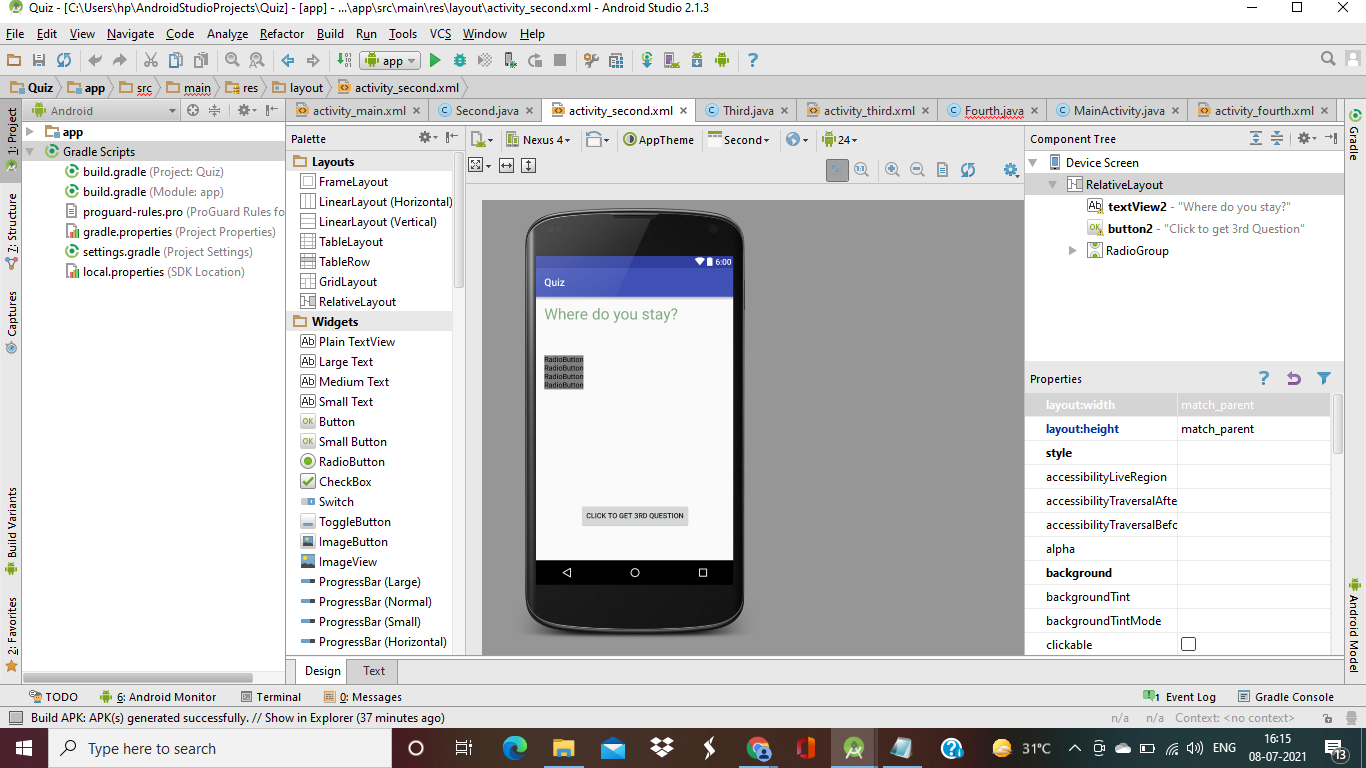 Quiz - [C:\Users\hp\AndroidStudioProjects\Quiz] - [app] - ...\app\src\main\res\layout\activity_second.xml - Android Studio 2.1.3
File Edit View Navigate Code Analyze Refactor Build Run Tools VCS Window Help
app
Quiz app src main res layout activity_second.xml
Android
activity_main.xml Second.java activity_second.xml Third.java activity_third.xml Fourth.java MainActivity.java activity_fourth.xml
1: Project
7: Structure
Captures
Build Variants
2: Favorites
app
Gradle Scripts
build.gradle (Project: Quiz)
build.gradle (Module: app)
proguard-rules.pro (ProGuard Rules fo
gradle.properties (Project Properties)
settings.gradle (Project Settings)
local.properties (SDK Location)
Palette
Layouts
FrameLayout
LinearLayout (Horizontal)
LinearLayout (Vertical)
TableLayout
TableRow
GridLayout
RelativeLayout
Widgets
Ab Plain TextView
Ab Large Text
Ab Medium Text
Ab Small Text
OK Button
OK Small Button
RadioButton
CheckBox
Switch
ToggleButton
ImageButton
ImageView
ProgressBar (Large)
ProgressBar (Normal)
ProgressBar (Small)
ProgressBar (Horizontal)
Nexus 4 AppTheme Second 24
6:00
Quiz
Where do you stay?
RadioButton
RadioButton
RadioButton
RadioButton
CLICK TO GET 3RD QUESTION
Design Text
Component Tree
Device Screen
RelativeLayout
Ab textView2 - "Where do you stay?"
OK button2 - "Click to get 3rd Question"
RadioGroup
Properties
layout:width match_parent
layout:height match_parent
style
accessibilityLiveRegion
accessibilityTraversalAfte
accessibilityTraversalBefo
alpha
background
backgroundTint
backgroundTintMode
clickable
Gradle
Android Model
TODO 6: Android Monitor Terminal 0: Messages 1 Event Log Gradle Console
Build APK: APK(s) generated successfully. // Show in Explorer (37 minutes ago) n/a n/a Context: <no context>
Type here to search
31°C ENG 16:15
08-07-2021
13